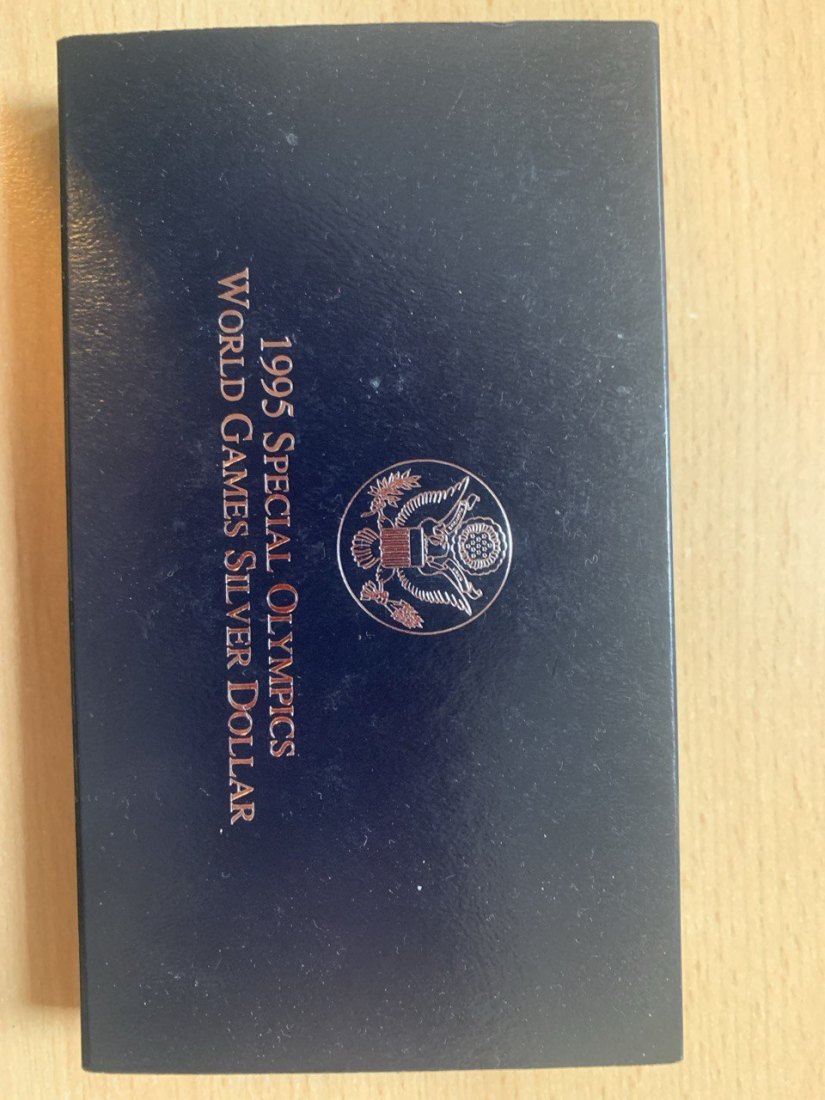 1995 SPECIAL OLYMPICS
WORLD GAMES SILVER DOLLAR